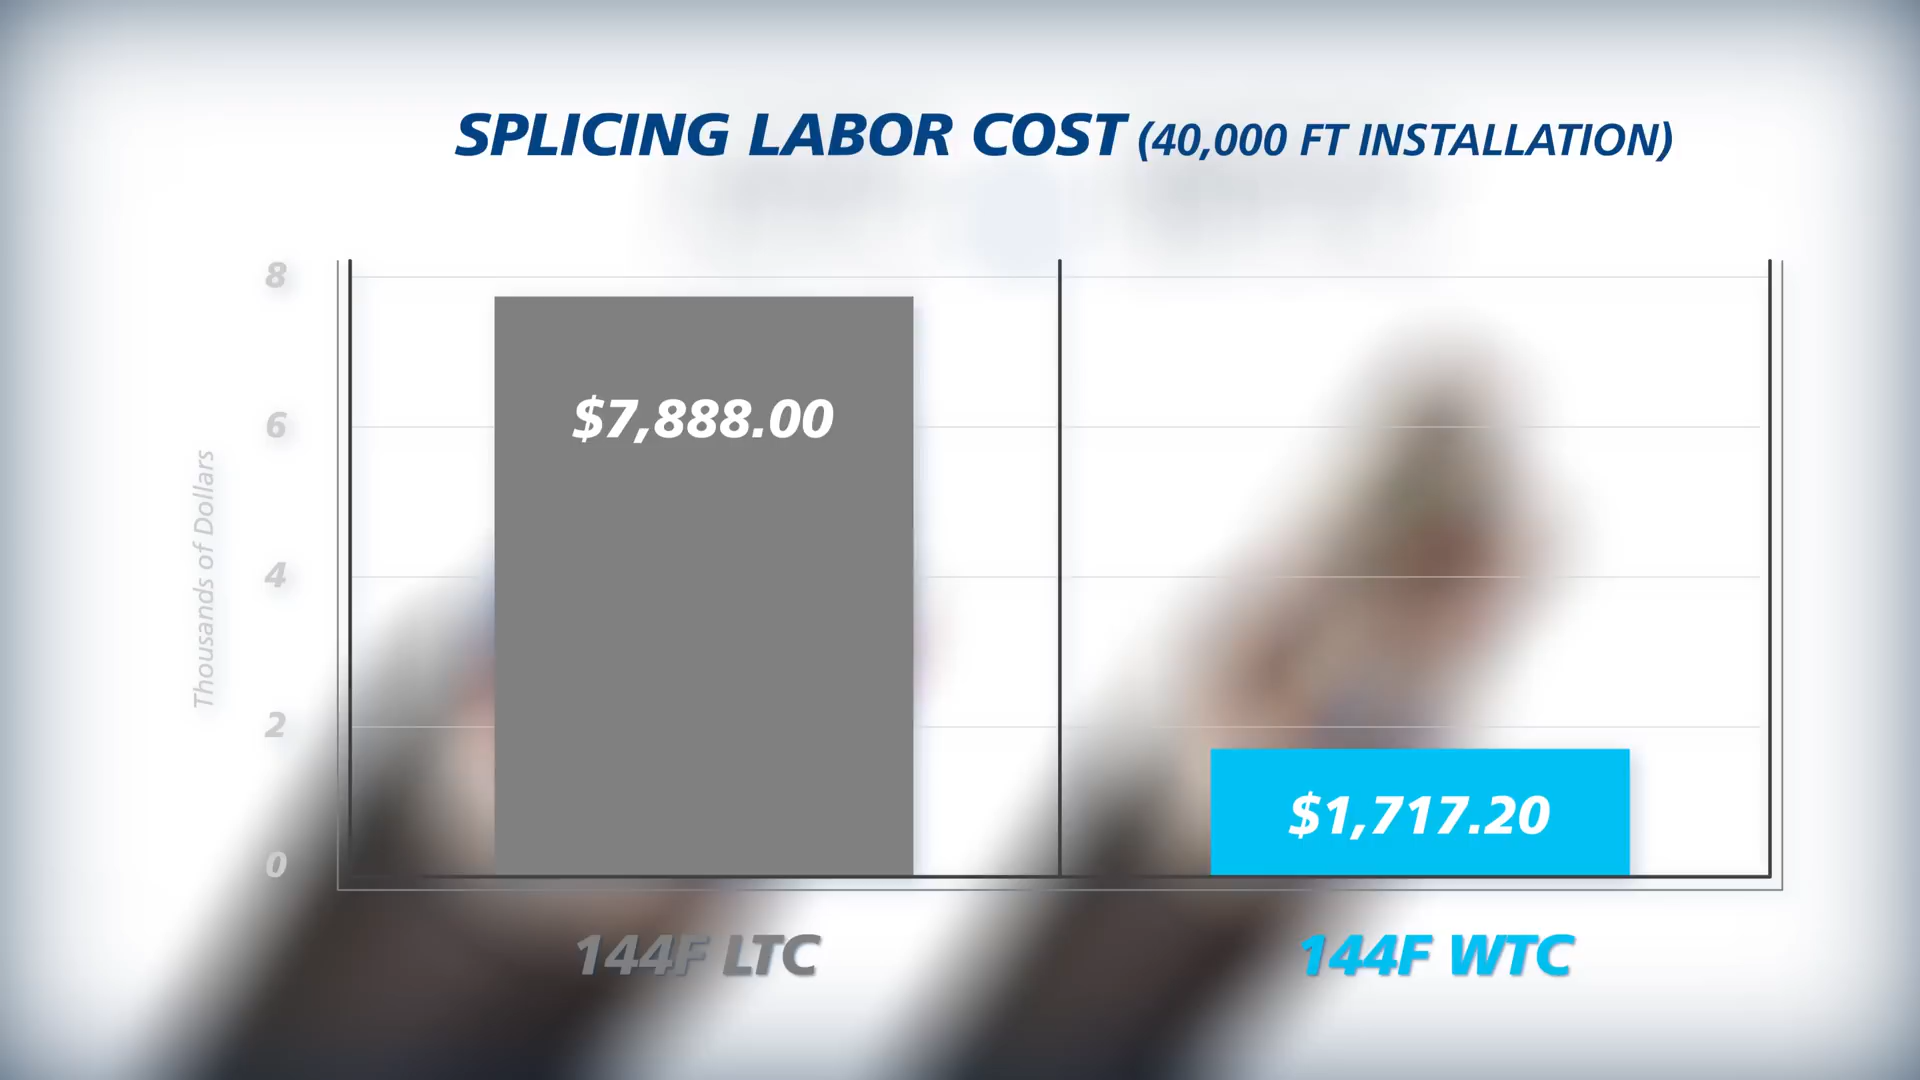 SPLICING LABOR COST (40,000 FT INSTALLATION)
8
6
4
2
0
Thousands of Dollars
$7,888.00
$1,717.20
144F LTC
144F WTC